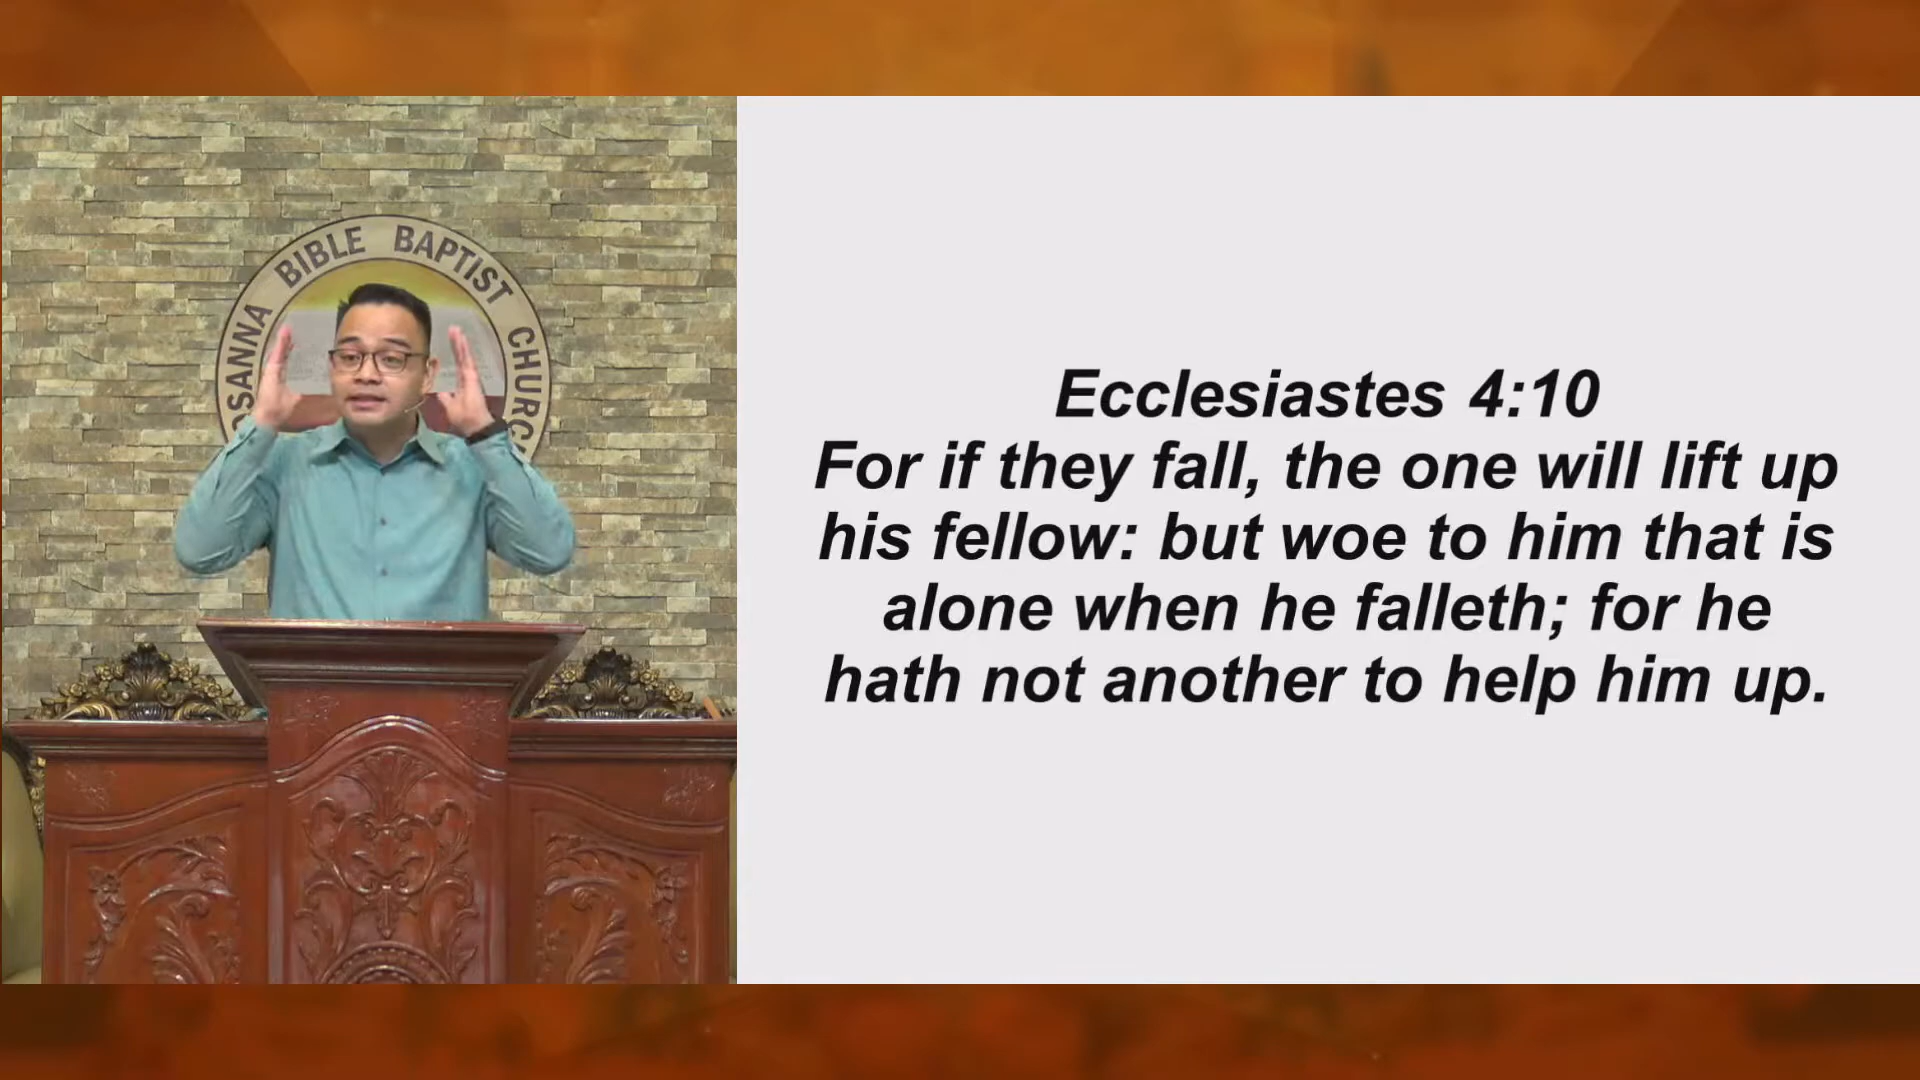 OSANNA BIBLE BAPTIST CHURCH
Ecclesiastes 4:10
For if they fall, the one will lift up
his fellow: but woe to him that is
alone when he falleth; for he
hath not another to help him up.